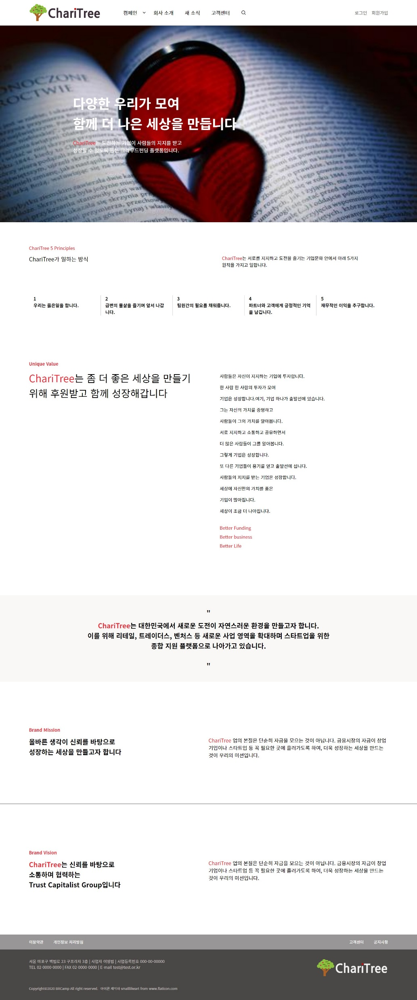 ChariTree
캠페인 회사 소개 새 소식 고객센터
로그인 회원가입
다양한 우리가 모여
함께 더 나은 세상을 만듭니다
ChariTree는 도전하는 기업이 사람들의 지지를 받고
성장할 수 있도록 돕는 크라우드펀딩 플랫폼입니다.
ChariTree 5 Principles
ChariTree가 일하는 방식
ChariTree는 서로를 지지하고 도전을 즐기는 기업문화 안에서 아래 5가지
원칙을 가지고 일합니다.
1
우리는 옳은일을 합니다.
2
급변의 물살을 즐기며 앞서 나갑
니다.
3
팀원간의 필요를 채워줍니다.
4
파트너와 고객에게 긍정적인 기억
을 남깁니다.
5
재무적인 이익을 추구합니다.
Unique Value
ChariTree는 좀 더 좋은 세상을 만들기
위해 후원받고 함께 성장해갑니다
사람들은 자신이 지지하는 기업에 투자합니다.
한 사람 한 사람의 투자가 모여
기업은 성장합니다.여기, 기업 하나가 출발선에 있습니다.
그는 자신의 가치를 증명하고
사람들이 그의 가치를 알아봅니다.
서로 지지하고 소통하고 공유하면서
더 많은 사람들이 그를 알아봅니다.
그렇게 기업은 성장합니다.
또 다른 기업들이 용기를 얻고 출발선에 섭니다.
사람들의 지지를 받는 기업은 성장합니다.
세상에 자신만의 가치를 품은
기업이 많아집니다.
세상이 조금 더 나아집니다.
Better Funding
Better business
Better Life
"
ChariTree는 대한민국에서 새로운 도전이 자연스러운 환경을 만들고자 합니다.
이를 위해 리테일, 트레이더스, 벤처스 등 새로운 사업 영역을 확대하며 스타트업을 위한
종합 지원 플랫폼으로 나아가고 있습니다.
"
Brand Mission
올바른 생각이 신뢰를 바탕으로
성장하는 세상을 만들고자 합니다
ChariTree 업의 본질은 단순히 자금을 모으는 것이 아닙니다. 금융시장의 자금이 창업
기업이나 스타트업 등 꼭 필요한 곳에 흘러가도록 하여, 더욱 성장하는 세상을 만드는
것이 우리의 미션입니다.
Brand Vision
ChariTree는 신뢰를 바탕으로
소통하며 협력하는
Trust Capitalist Group입니다
ChariTree 업의 본질은 단순히 자금을 모으는 것이 아닙니다. 금융시장의 자금이 창업
기업이나 스타트업 등 꼭 필요한 곳에 흘러가도록 하여, 더욱 성장하는 세상을 만드는
것이 우리의 미션입니다.
이용약관 개인정보 처리방침
고객센터 공지사항
서울 마포구 백범로 23 구프라자 3층 | 사업자 이영범 | 사업등록번호 000-00-00000
TEL 02-0000-0000 | FAX 02-0000-0000 | E-mail test@test.or.kr
ChariTree
Copyright©2020 BitCamp All right reserved. 아이콘 제작자 smalllikeart from www.flaticon.com